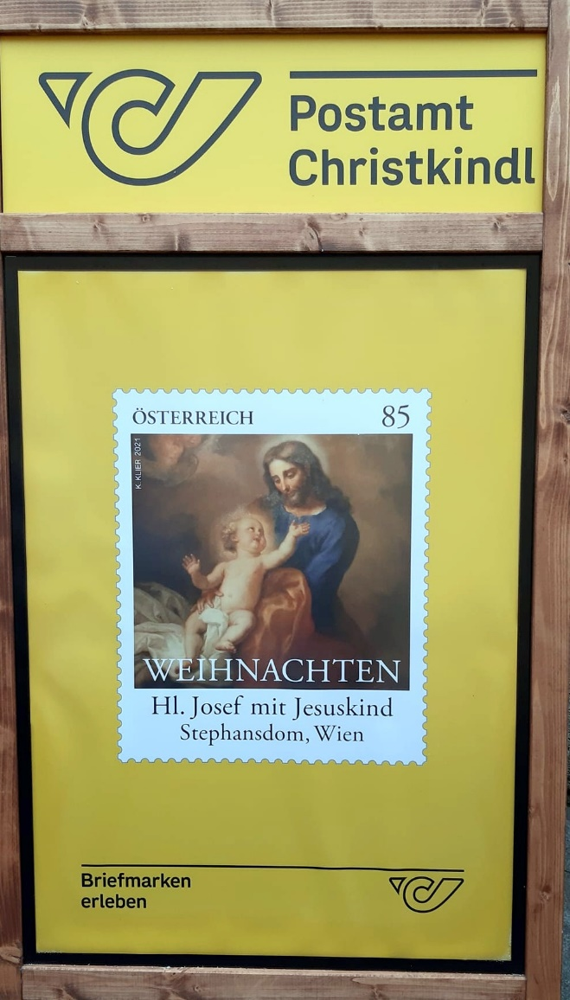 Postamt
Christkindl
ÖSTERREICH 85
K. KLIER 2021
WEIHNACHTEN
Hl. Josef mit Jesuskind
Stephansdom, Wien
Briefmarken
erleben